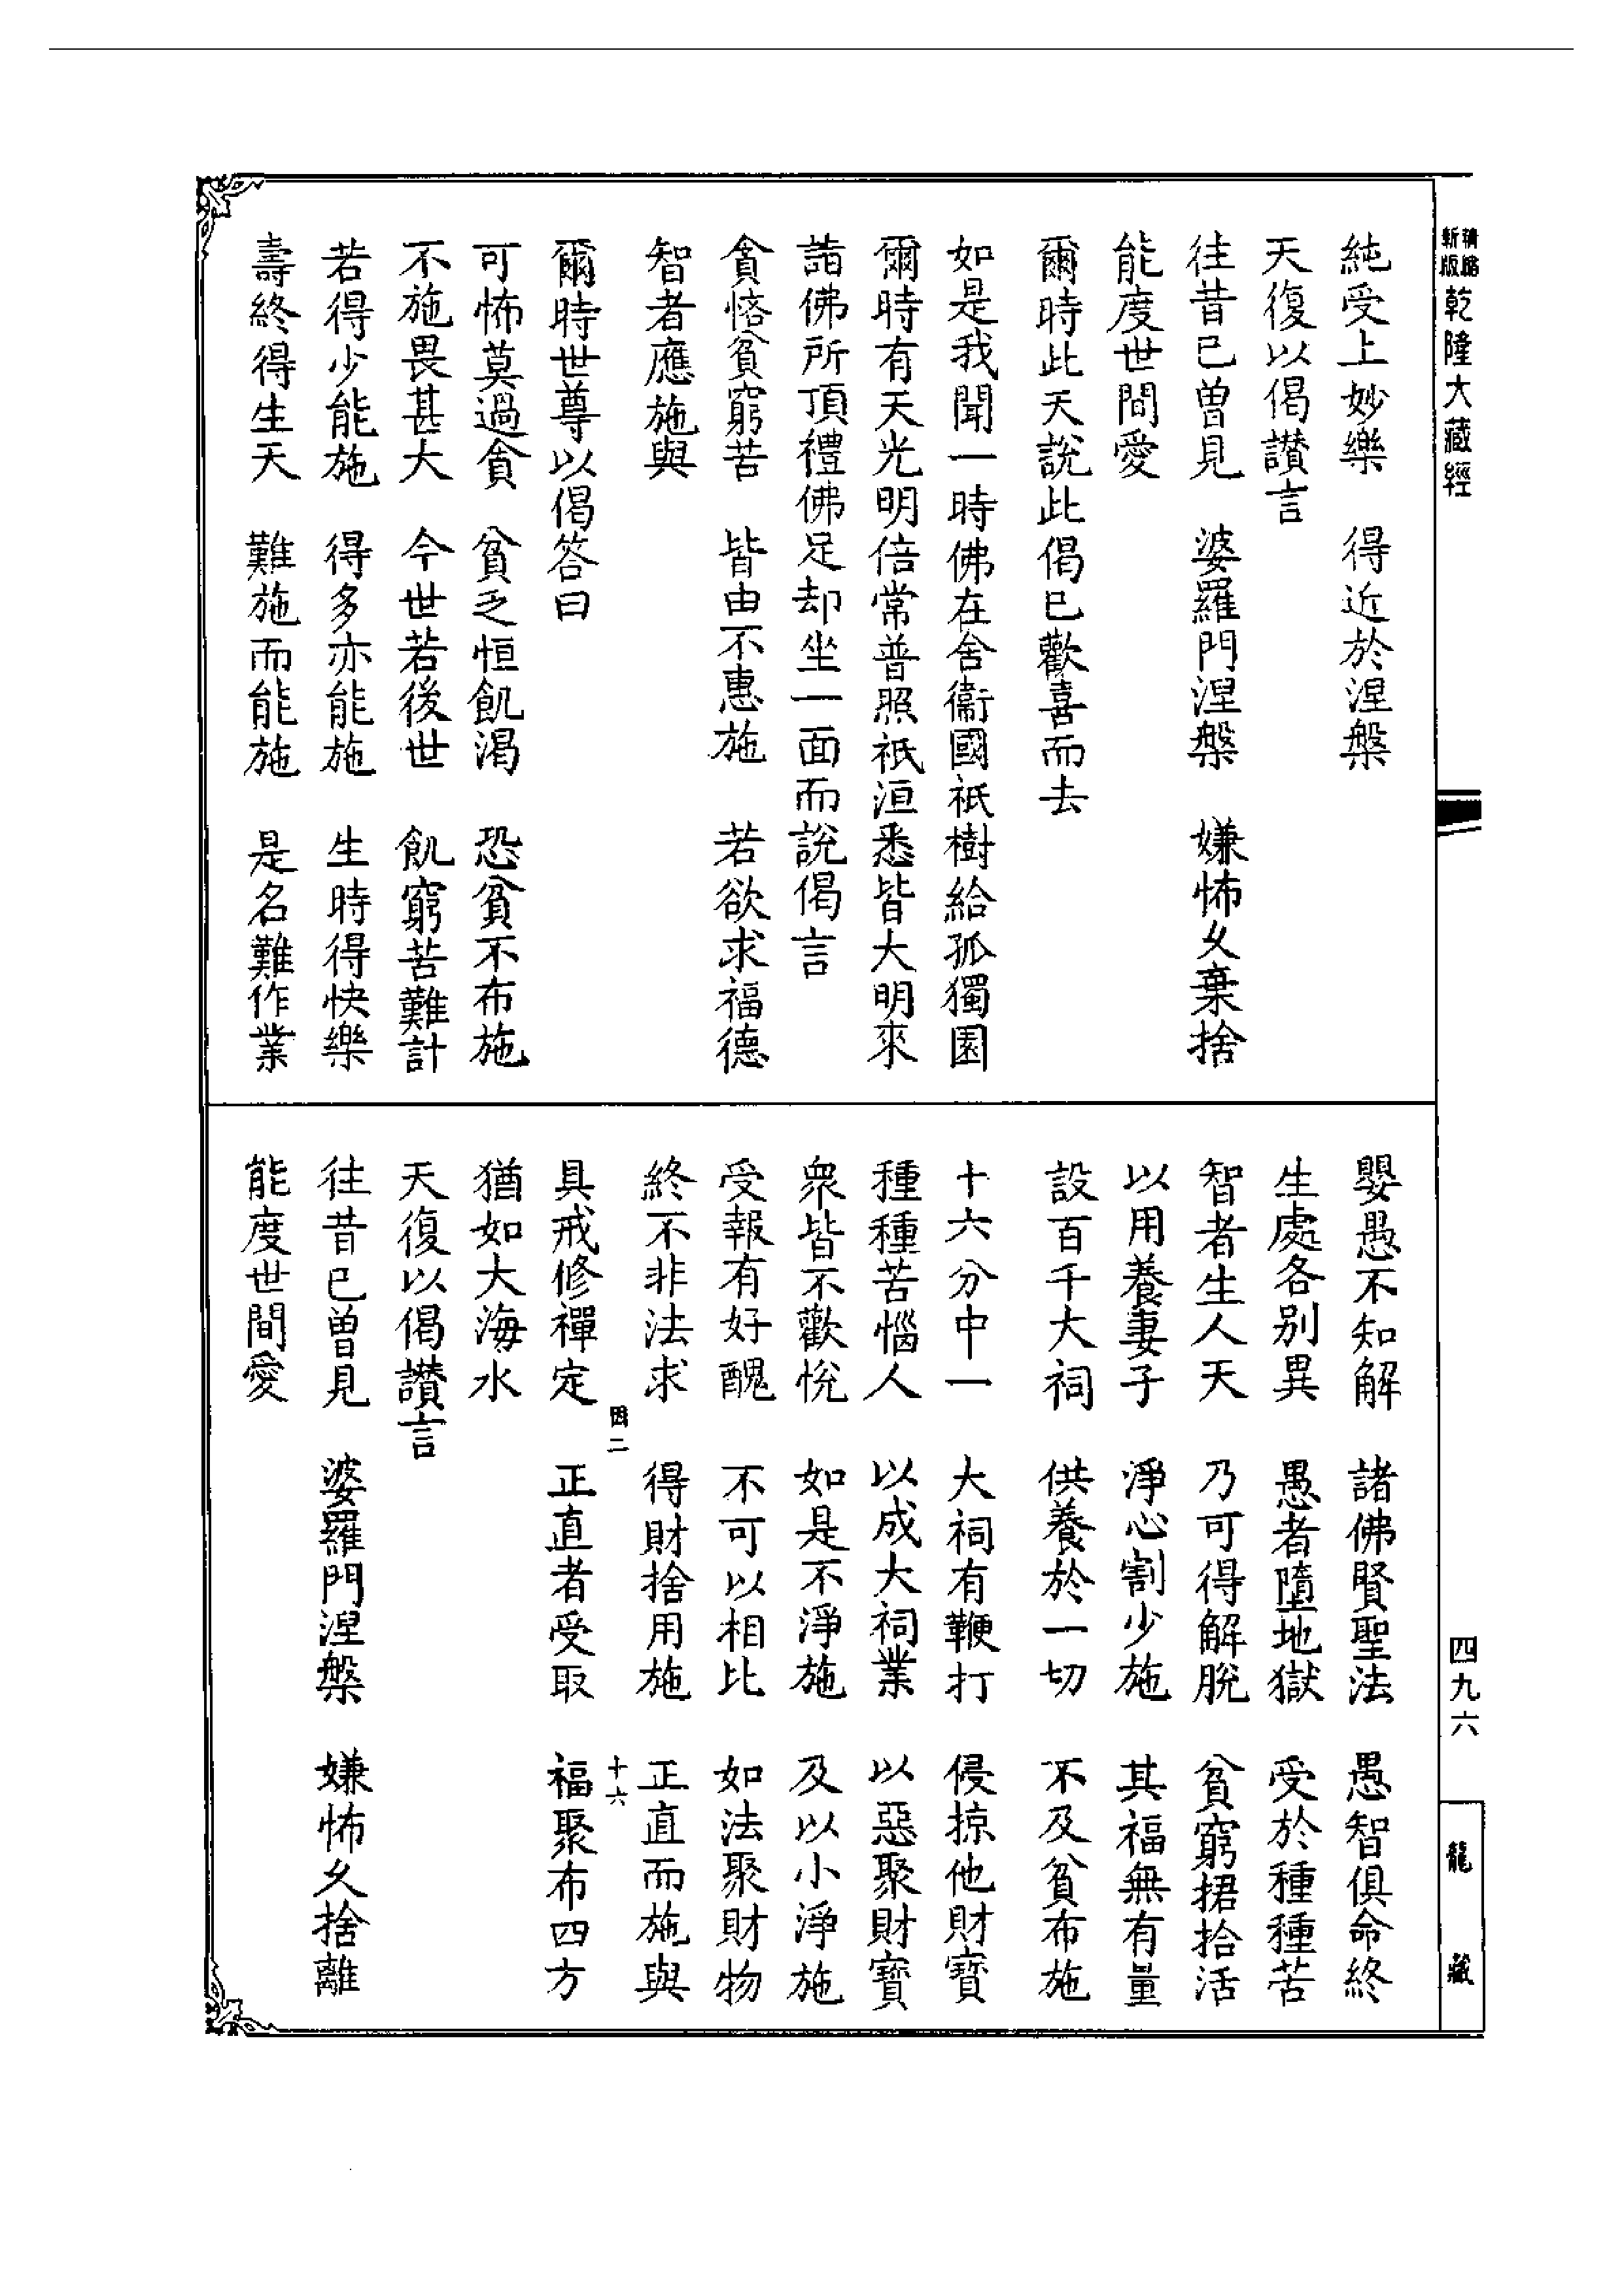 精縮新版乾隆大藏經
純受上妙樂　得近於涅槃
天復以偈讃言
往昔已曾見　婆羅門涅槃　嫌怖久棄捨
能度世間愛
爾時此天說此偈已歡喜而去
如是我聞一時佛在舍衞國祇樹給孤獨園
爾時有天光明倍常普照祇洹悉皆大明來
詣佛所頂禮佛足却坐一面而說偈言
貪悋貧窮苦　皆由不惠施　若欲求福德
智者應施與
爾時世尊以偈答曰
可怖莫過貪　貧乏恒飢渴　恐貧不布施
不施畏甚大　今世若後世　飢窮苦難計
若得少能施　得多亦能施　生時得快樂
壽終得生天　難施而能施　是名難作業
嬰愚不知解　諸佛賢聖法　愚智俱命終
生處各别異　愚者墮地獄　受於種種苦
智者生人天　乃可得解脫　貧窮捃拾活
以用養妻子　淨心割少施　其福無有量
設百千大祠　供養於一切　不及貧布施
十六分中一　大祠有鞭打　侵掠他財寶
種種苦惱人　以成大祠業　以惡聚財寶
衆皆不歡悅　如是不淨施　及以小淨施
受報有好醜　不可以相比　如法聚財物
終不非法求　得財捨用施　正直而施與
因二　十六
具戒修禪定　正直者受取　福聚布四方
猶如大海水
天復以偈讃言
往昔已曾見　婆羅門涅槃　嫌怖久捨離
能度世間愛
四九六
龍藏